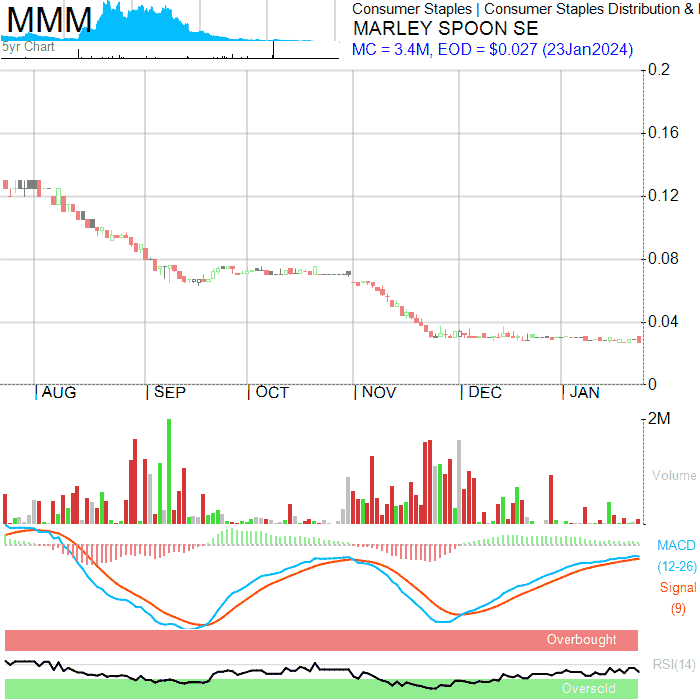 MMM
5yr Chart
Consumer Staples | Consumer Staples Distribution &
MARLEY SPOON SE
MC = 3.4M, EOD = $0.027 (23Jan2024)
0.2
0.16
0.12
0.08
0.04
0
AUG
SEP
OCT
NOV
DEC
JAN
2M
Volume
MACD
(12-26)
Signal
(9)
Overbought
RSI(14)
Oversold